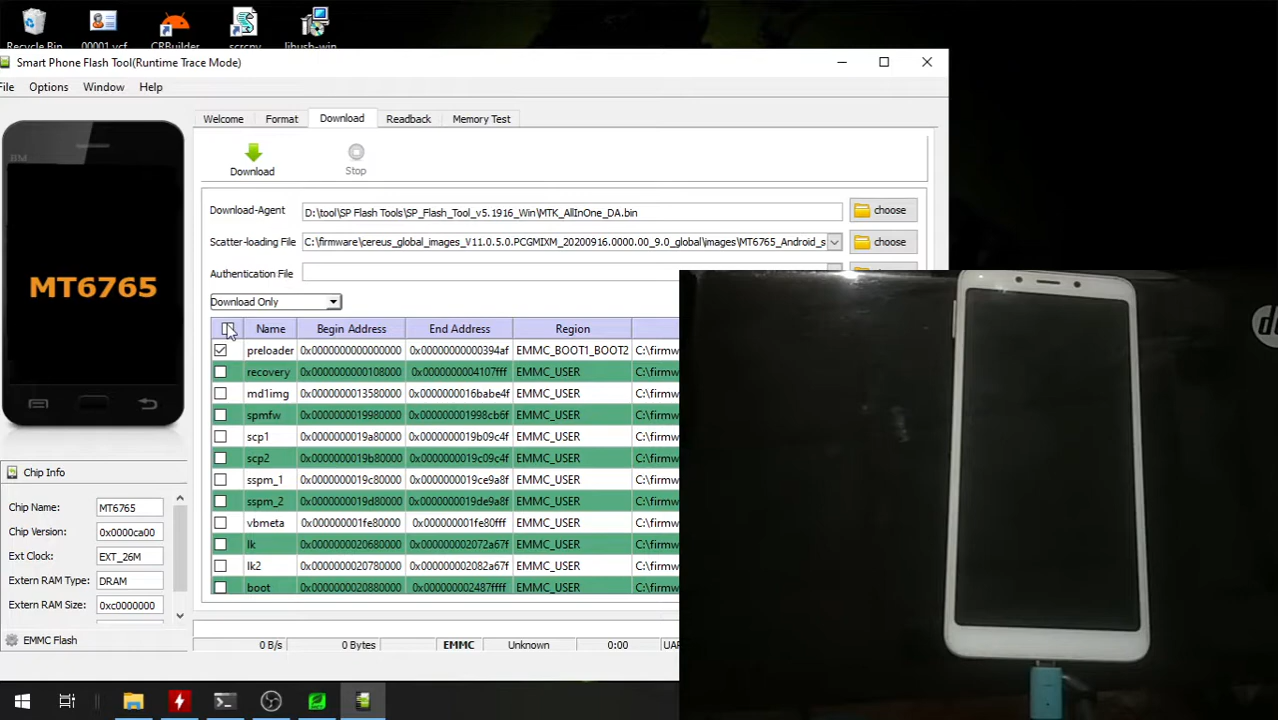 Recycle Bin
00001.vcf
CRBuilder
scrcpy
libusb-win
Smart Phone Flash Tool(Runtime Trace Mode)
File Options Window Help
Welcome Format Download Readback Memory Test
Download Stop
Download-Agent D:\tool\SP Flash Tools\SP_Flash_Tool_v5.1916_Win\MTK_AllInOne_DA.bin choose
Scatter-loading File C:\firmware\cereus_global_images_V11.0.5.0.PCGMIXM_20200916.0000.00_9.0_global\images\MT6765_Android_s choose
Authentication File
Download Only
Name Begin Address End Address Region
preloader 0x0000000000000000 0x00000000000394af EMMC_BOOT1_BOOT2 C:\firmw
recovery 0x0000000000108000 0x0000000004107fff EMMC_USER C:\firmw
md1img 0x0000000013580000 0x0000000016babe4f EMMC_USER C:\firmw
spmfw 0x0000000019980000 0x000000001998cb6f EMMC_USER C:\firmw
scp1 0x0000000019a80000 0x0000000019b09c4f EMMC_USER C:\firmw
scp2 0x0000000019b80000 0x0000000019c09c4f EMMC_USER C:\firmw
sspm_1 0x0000000019c80000 0x0000000019ce9a8f EMMC_USER C:\firmw
sspm_2 0x0000000019d80000 0x0000000019de9a8f EMMC_USER C:\firmw
vbmeta 0x000000001fe80000 0x000000001fe80fff EMMC_USER C:\firmw
lk 0x0000000020680000 0x0000000002072a67f EMMC_USER C:\firmw
lk2 0x0000000020780000 0x0000000002082a67f EMMC_USER C:\firmw
boot 0x0000000020880000 0x000000002487ffff EMMC_USER C:\firmw
MT6765
Chip Info
Chip Name: MT6765
Chip Version: 0x0000ca00
Ext Clock: EXT_26M
Extern RAM Type: DRAM
Extern RAM Size: 0xc0000000
EMMC Flash
0 B/s 0 Bytes EMMC Unknown 0:00 UAR